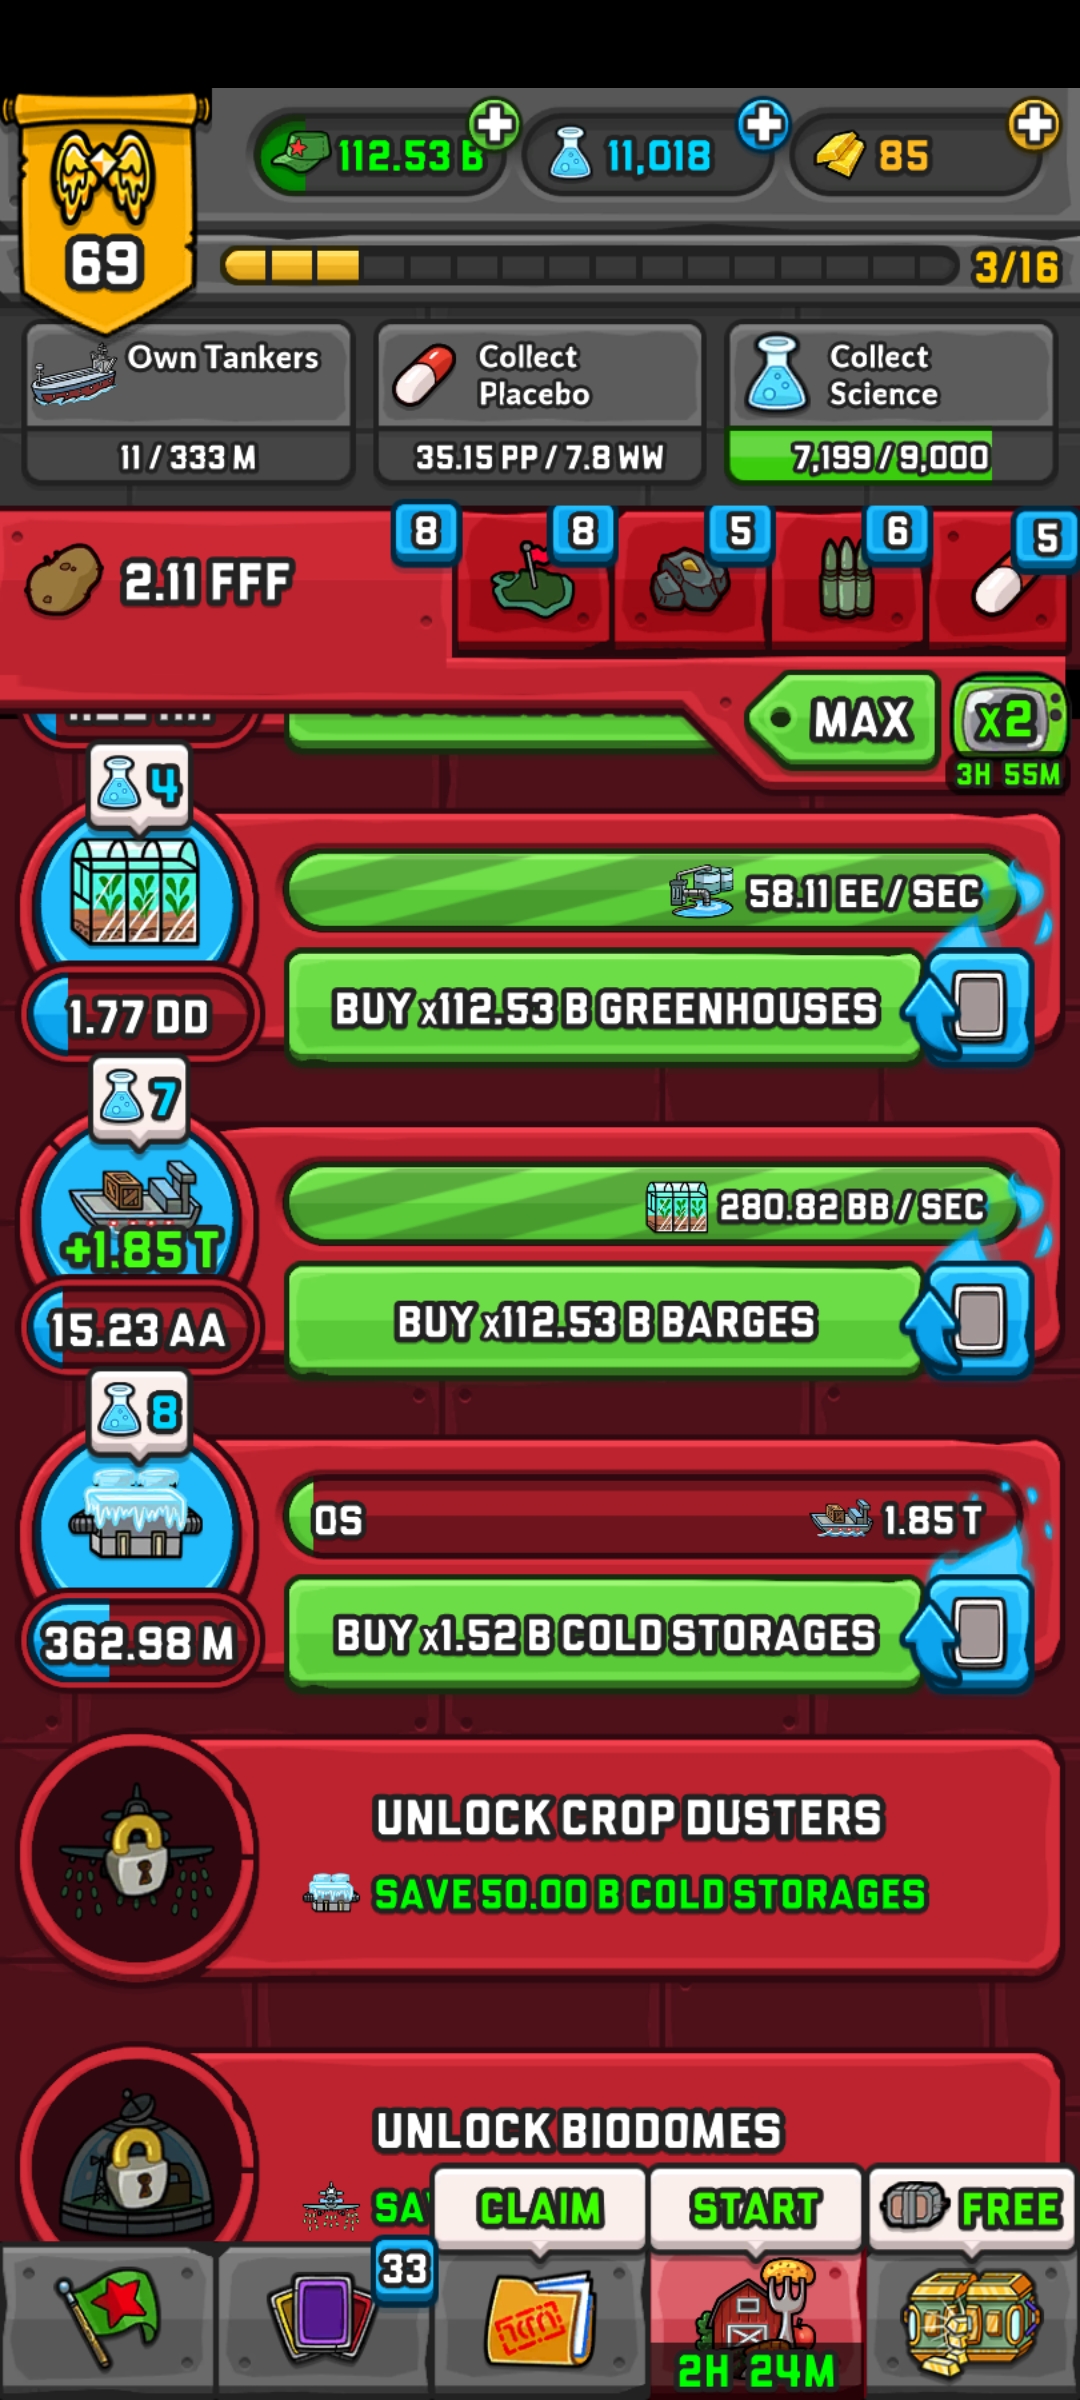 112.53 B
11,018
85
69
3/16
Own Tankers
11 / 333 M
Collect
Placebo
35.15 PP / 7.8 WW
Collect
Science
7,199 / 9,000
2.11 FFF
8
8
5
6
5
MAX
x2
3H 55M
4
58.11 EE / SEC
1.77 DD
BUY x112.53 B GREENHOUSES
7
280.82 BB / SEC
+1.85 T
15.23 AA
BUY x112.53 B BARGES
8
0S
1.85 T
362.98 M
BUY x1.52 B COLD STORAGES
UNLOCK CROP DUSTERS
SAVE 50.00 B COLD STORAGES
UNLOCK BIODOMES
CLAIM
START
FREE
33
2H 24M